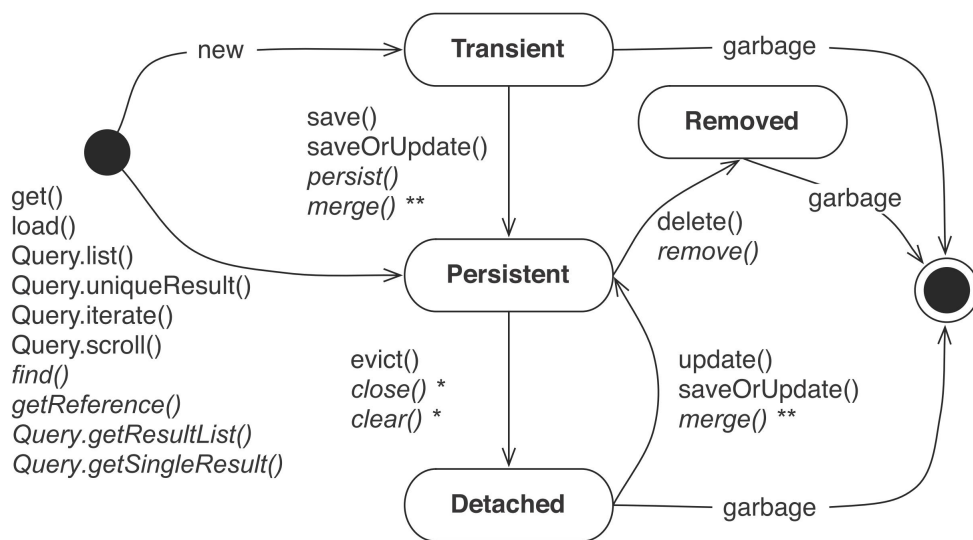 new
Transient
garbage
save()
saveOrUpdate()
persist()
merge() **
Removed
garbage
get()
load()
Query.list()
Query.uniqueResult()
Query.iterate()
Query.scroll()
find()
getReference()
Query.getResultList()
Query.getSingleResult()
Persistent
delete()
remove()
evict()
close() *
clear() *
update()
saveOrUpdate()
merge() **
Detached
garbage